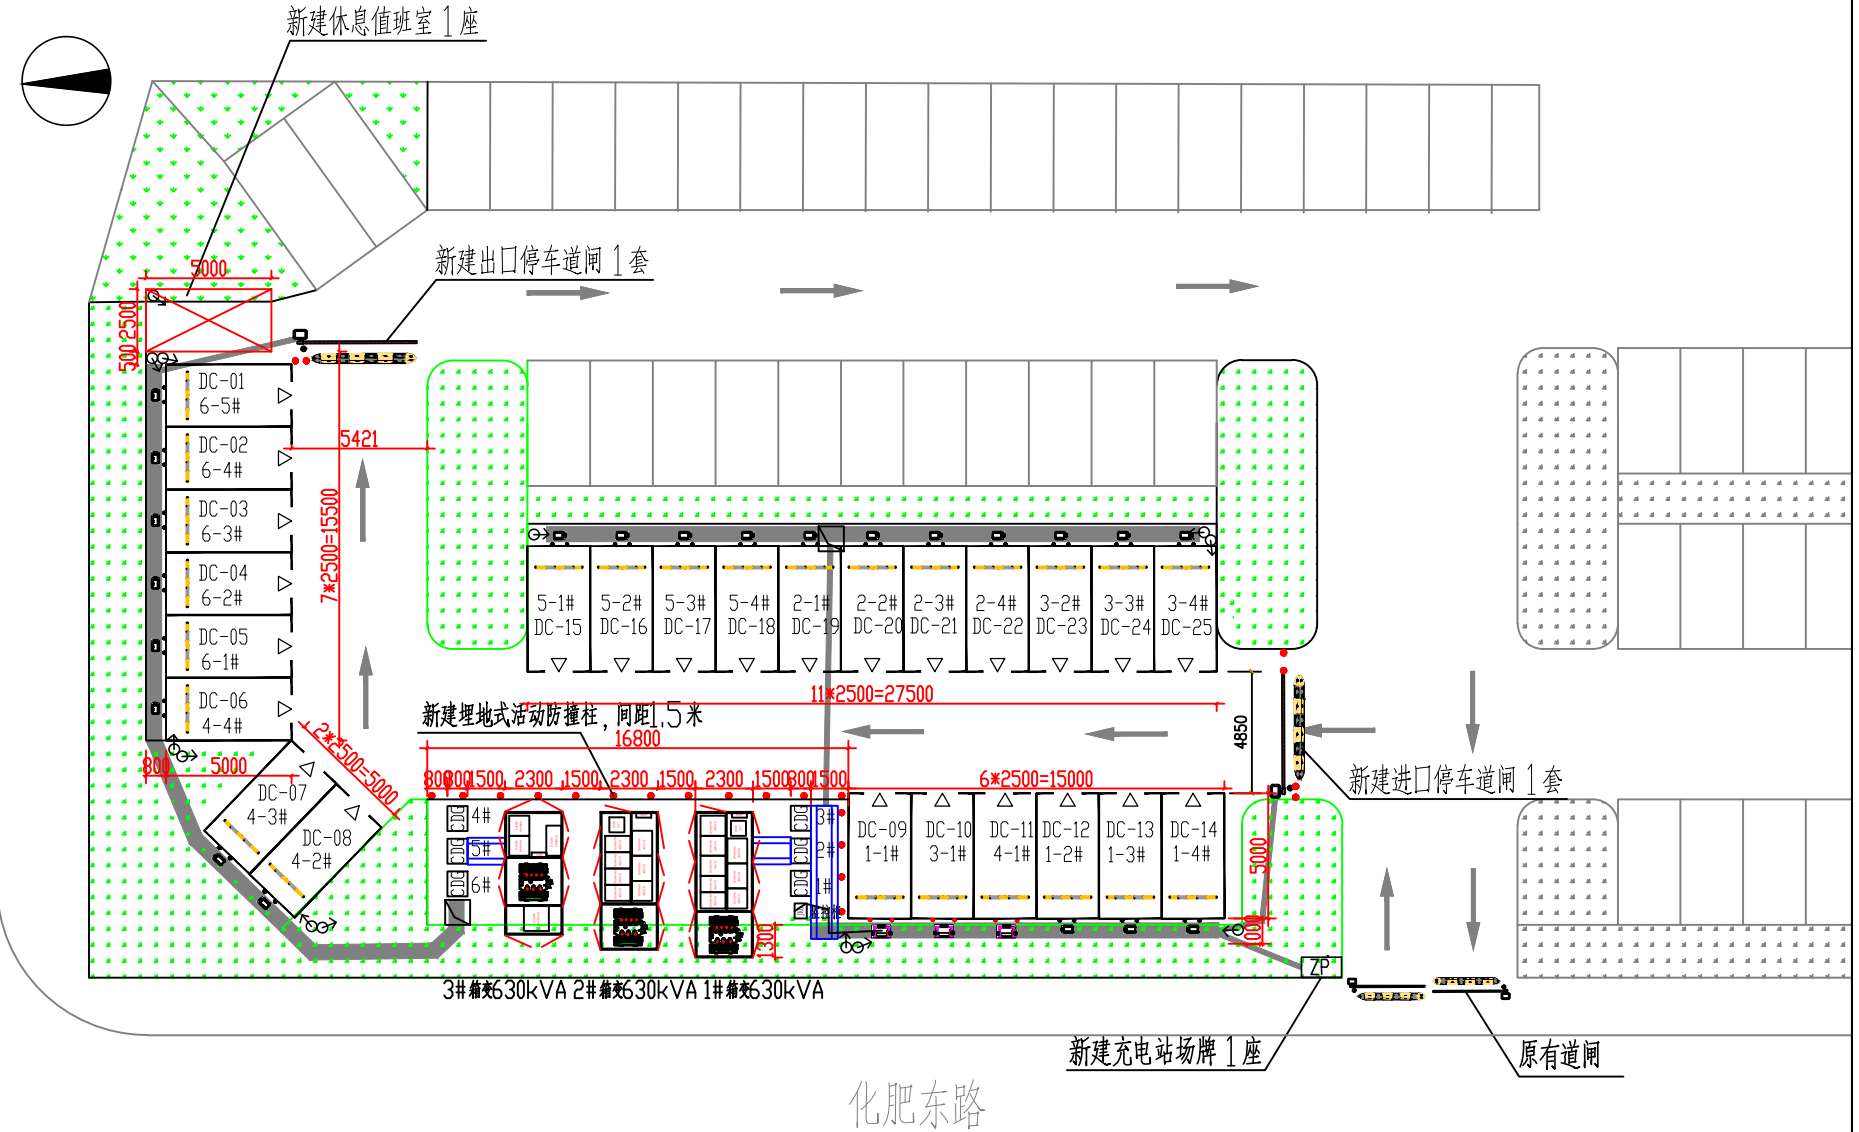 新建休息值班室 1 座
新建出口停车道闸 1 套
5000
2500
500
DC-01
6-5#
DC-02
6-4#
5421
DC-03
6-3#
7*2500=15500
DC-04
6-2#
DC-05
6-1#
DC-06
4-4#
5-1#
DC-15
5-2#
DC-16
5-3#
DC-17
5-4#
DC-18
2-1#
DC-19
2-2#
DC-20
2-3#
DC-21
2-4#
DC-22
3-2#
DC-23
3-3#
DC-24
3-4#
DC-25
11*2500=27500
4850
新建埋地式活动防撞柱，间距1.5米
16800
2*2500=5000
800
5000
800
800
1500
2300
1500
2300
1500
2300
1500
800
1500
6*2500=15000
新建进口停车道闸 1 套
DC-07
4-3#
DC-08
4-2#
CDG
4#
CDG
5#
CDG
6#
CDG
3#
CDG
2#
CDG
1#
DC-09
1-1#
DC-10
3-1#
DC-11
4-1#
DC-12
1-2#
DC-13
1-3#
DC-14
1-4#
5000
1000
1300
ZP
3#箱变630kVA 2#箱变630kVA 1#箱变630kVA
新建充电站场牌 1 座
原有道闸
化肥东路